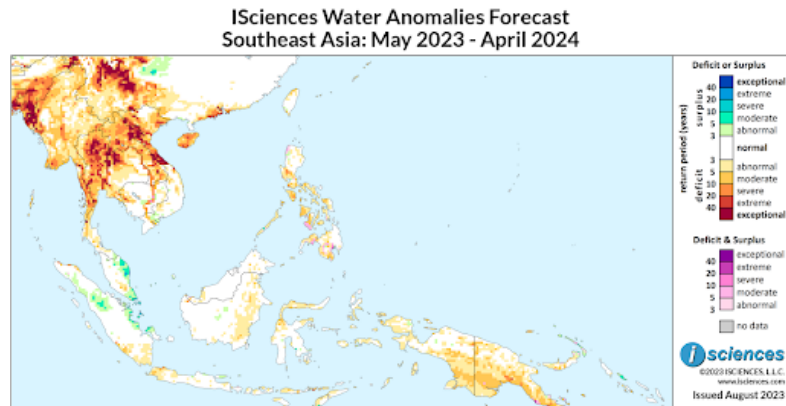 ISciences Water Anomalies Forecast
Southeast Asia: May 2023 - April 2024
Deficit or Surplus
return period (years)
surplus
deficit
40 exceptional
20 extreme
10 severe
5 moderate
3 abnormal
normal
3 abnormal
5 moderate
10 severe
20 extreme
40 exceptional
Deficit & Surplus
40 exceptional
20 extreme
10 severe
5 moderate
3 abnormal
no data
i sciences
©2023 ISCIENCES, L.L.C.
www.isciences.com
Issued August 2023